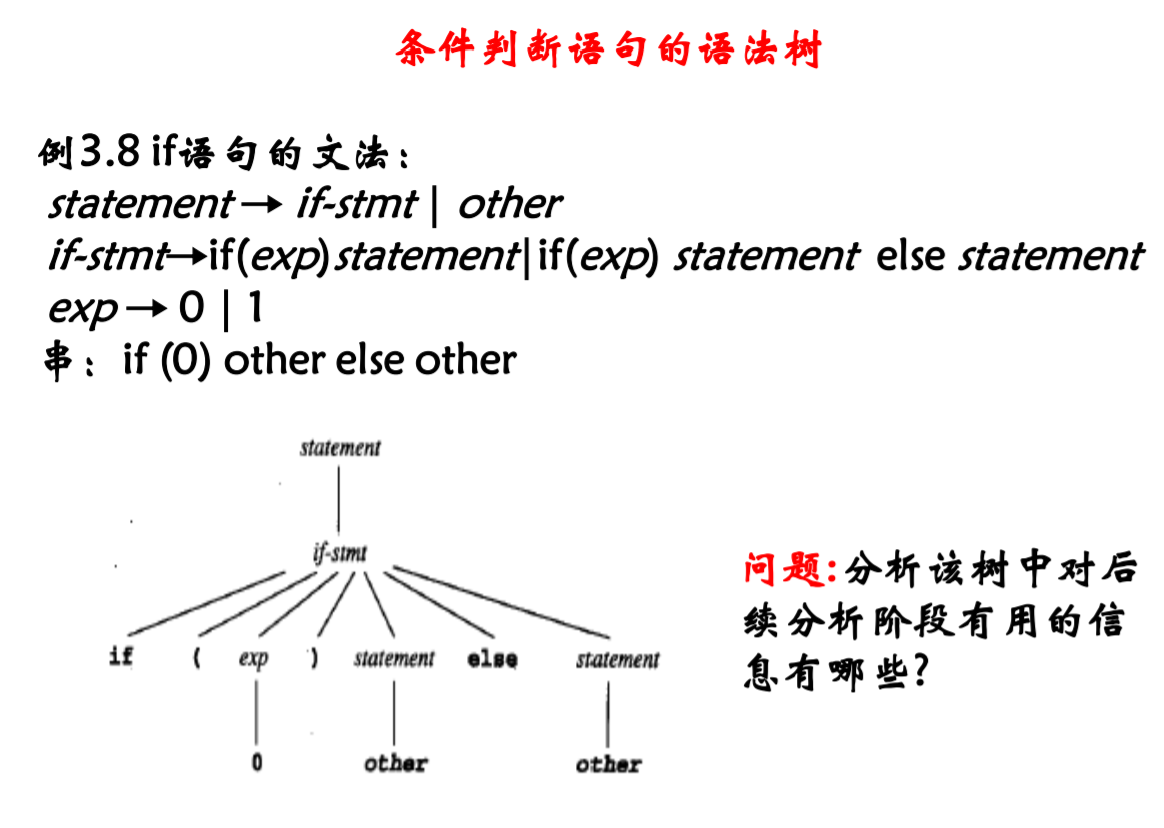 条件判断语句的语法树
例3.8 if语句的文法：
statement → if-stmt | other
if-stmt→if(exp)statement|if(exp) statement else statement
exp → 0 | 1
串：if (0) other else other
statement
if-stmt
if ( exp ) statement else statement
0 other other
问题:分析该树中对后
续分析阶段有用的信
息有哪些?